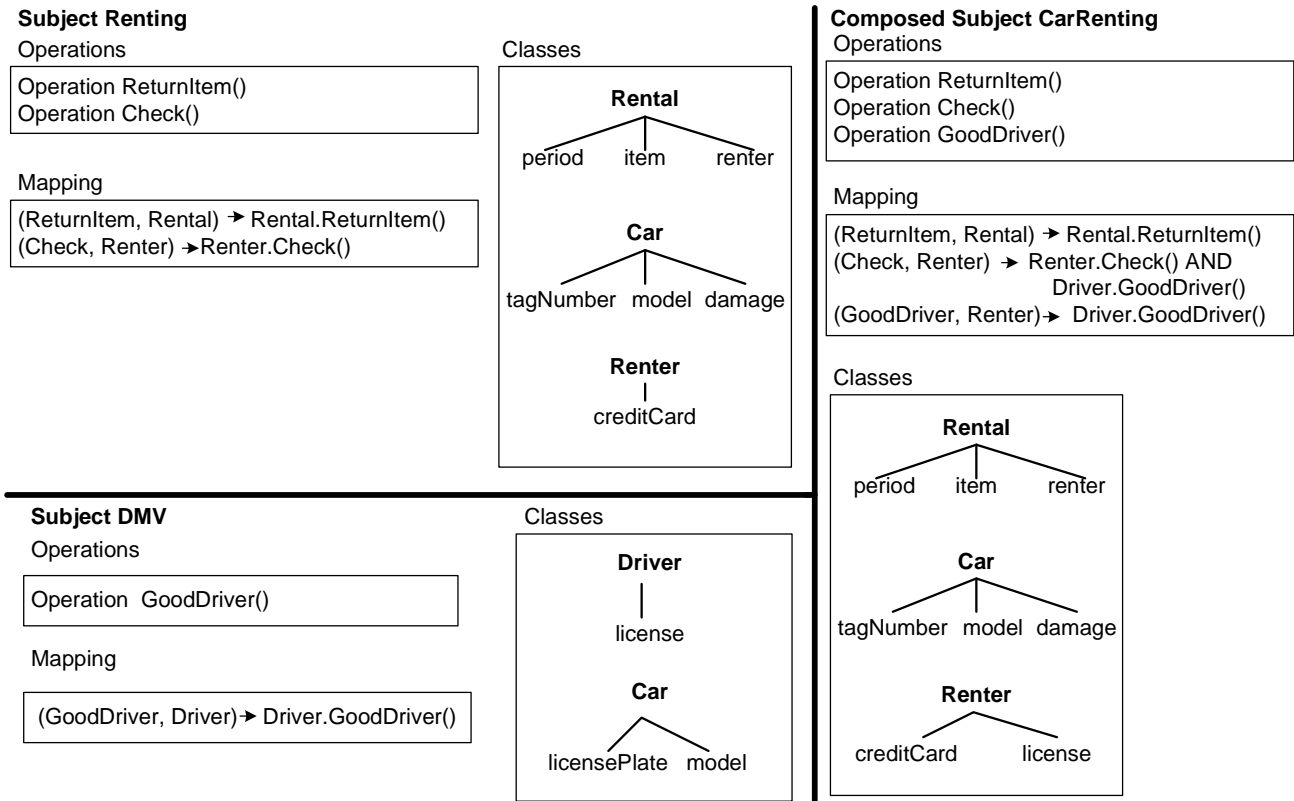 Subject Renting
Operations
Operation ReturnItem()
Operation Check()
Mapping
(ReturnItem, Rental) → Rental.ReturnItem()
(Check, Renter) → Renter.Check()
Classes
Rental
period item renter
Car
tagNumber model damage
Renter
creditCard
Subject DMV
Operations
Operation GoodDriver()
Mapping
(GoodDriver, Driver) → Driver.GoodDriver()
Classes
Driver
license
Car
licensePlate model
Composed Subject CarRenting
Operations
Operation ReturnItem()
Operation Check()
Operation GoodDriver()
Mapping
(ReturnItem, Rental) → Rental.ReturnItem()
(Check, Renter) → Renter.Check() AND
Driver.GoodDriver()
(GoodDriver, Renter) → Driver.GoodDriver()
Classes
Rental
period item renter
Car
tagNumber model damage
Renter
creditCard license